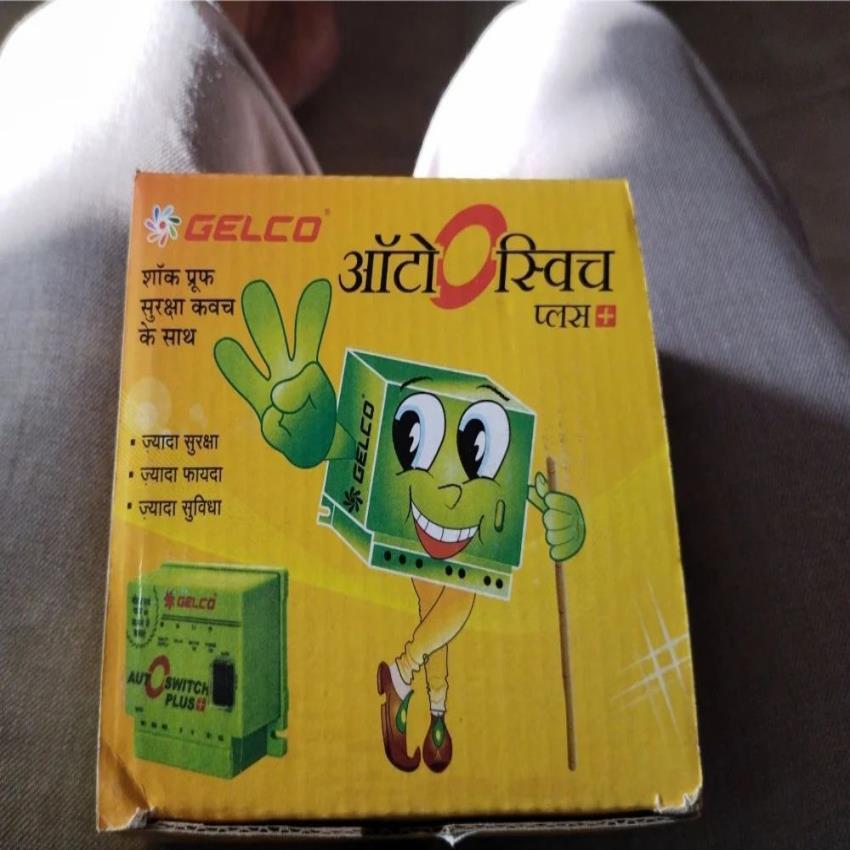 GELCO
ऑटो स्विच
प्लस +
शॉक प्रूफ
सुरक्षा कवच
के साथ
GELCO
• ज़्यादा सुरक्षा
• ज़्यादा फायदा
• ज़्यादा सुविधा
GELCO
AUTO SWITCH
PLUS +